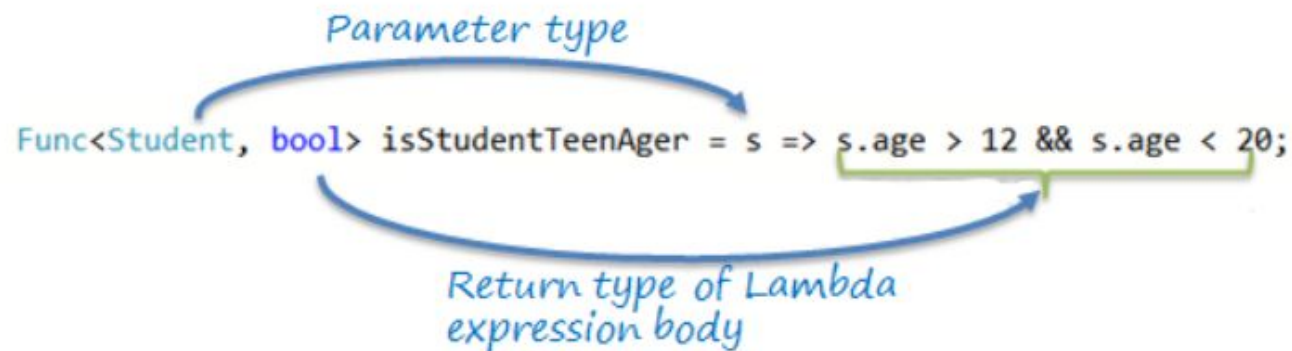 Parameter type
Func<Student, bool> isStudentTeenAger = s => s.age > 12 && s.age < 20;
Return type of Lambda
expression body